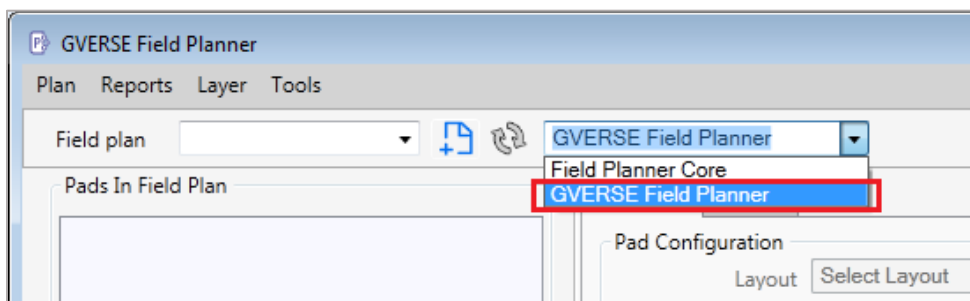 GVERSE Field Planner
Plan Reports Layer Tools
Field plan GVERSE Field Planner
Field Planner Core
GVERSE Field Planner
Pads In Field Plan
Pad Configuration
Layout Select Layout